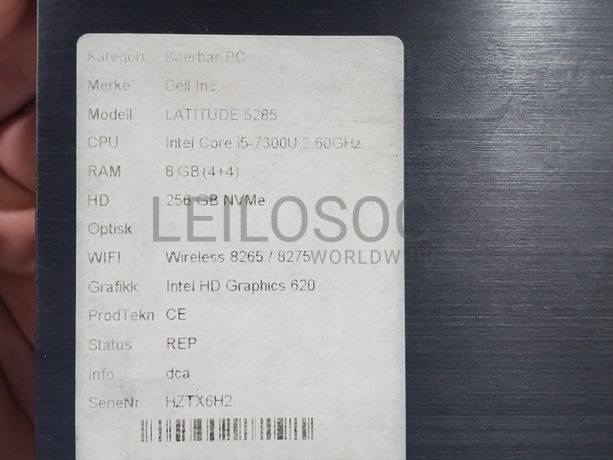 Kategori Baerbar PC
Merke Dell Inc.
Modell LATITUDE 5285
CPU Intel Core i5-7300U 2.60GHz
RAM 8 GB (4+4)
HD 256 GB NVMe
Optisk
LEILOSOC
WORLDWIDE
WIFI Wireless 8265 / 8275
Grafikk Intel HD Graphics 620
ProdTekn CE
Status REP
Info dca
SerieNr HZTX6H2